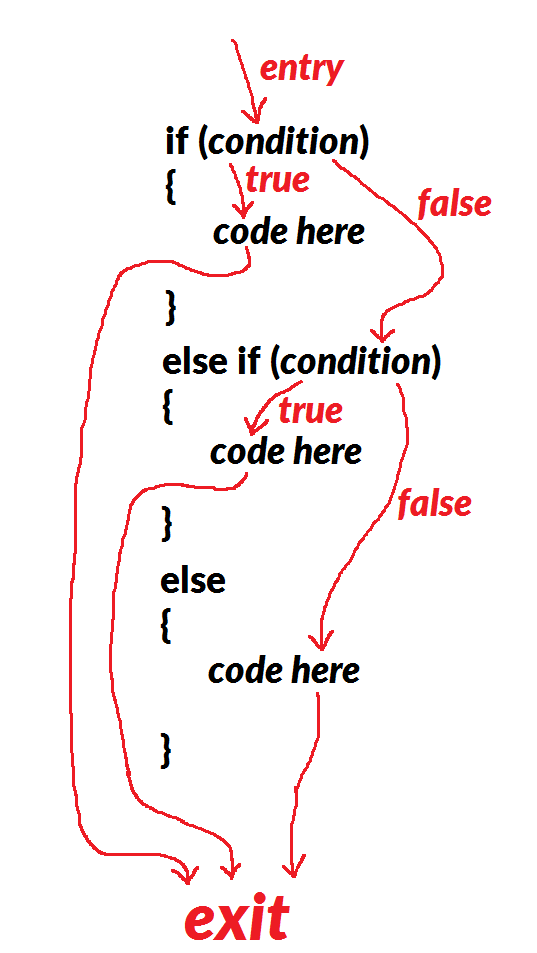 entry
if (condition)
{ true
false
code here
}
else if (condition)
{ true
code here
false
}
else
{
code here
}
exit